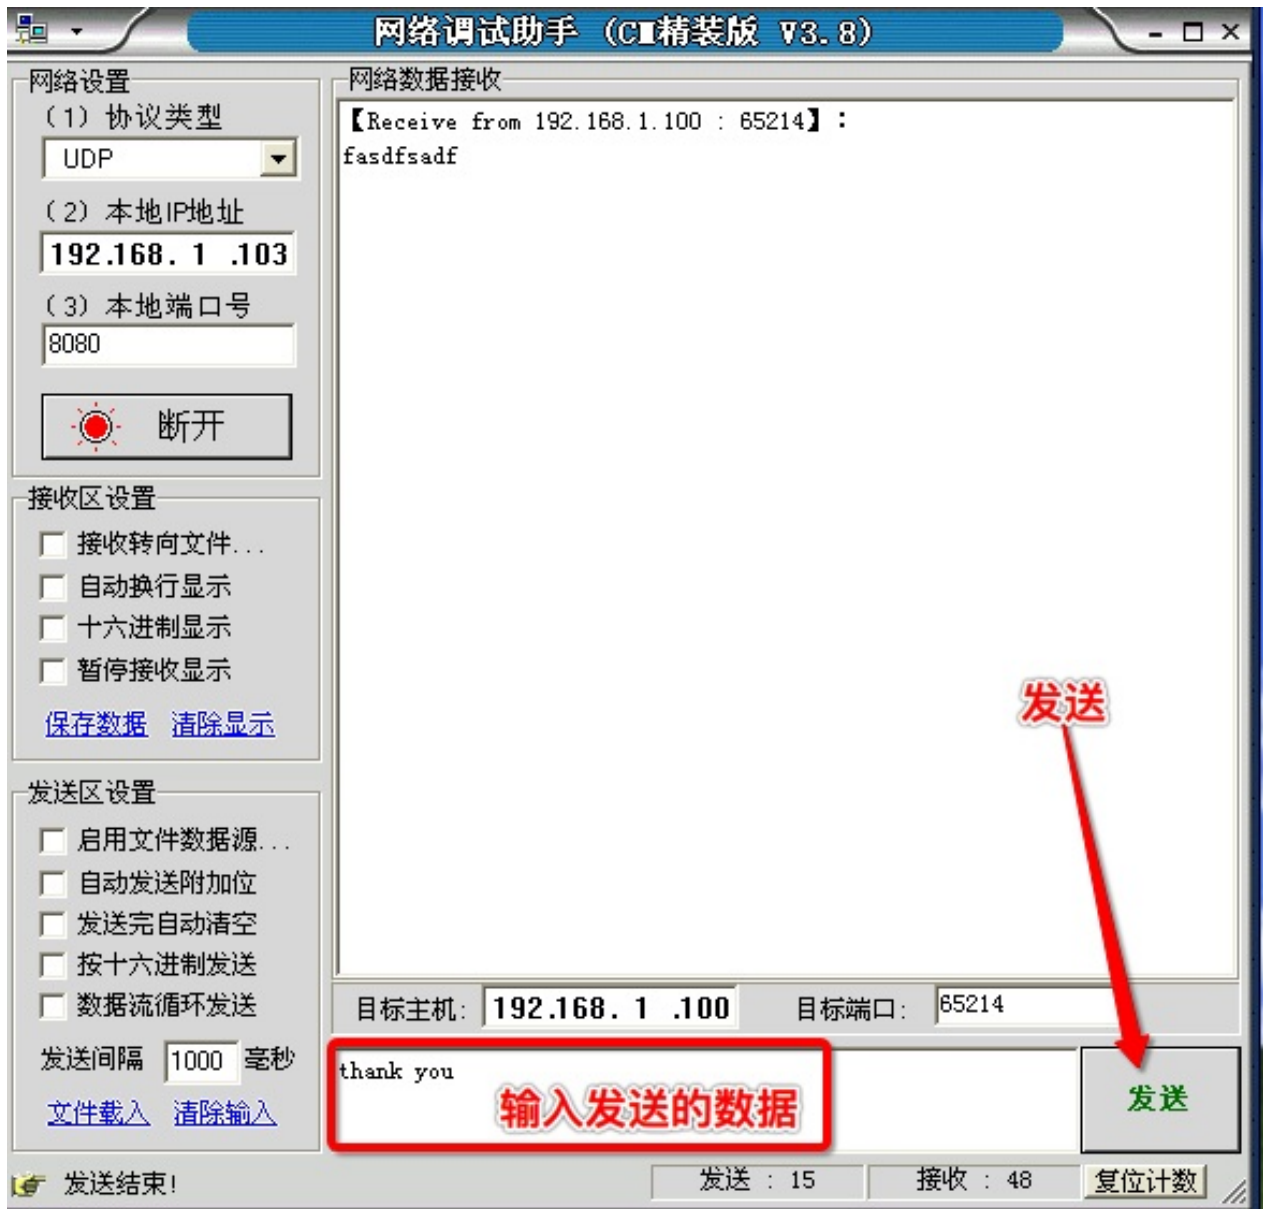 网络调试助手 (CM精装版 V3.8)
网络设置
(1) 协议类型
UDP
(2) 本地IP地址
192.168. 1 .103
(3) 本地端口号
8080
断开
接收区设置
接收转向文件...
自动换行显示
十六进制显示
暂停接收显示
保存数据 清除显示
发送区设置
启用文件数据源...
自动发送附加位
发送完自动清空
按十六进制发送
数据流循环发送
发送间隔 1000 毫秒
文件载入 清除输入
网络数据接收
【Receive from 192.168.1.100 : 65214】:
fasdfsadf
发送
目标主机: 192.168. 1 .100 目标端口: 65214
thank you
输入发送的数据
发送
发送结束!
发送 : 15 接收 : 48 复位计数